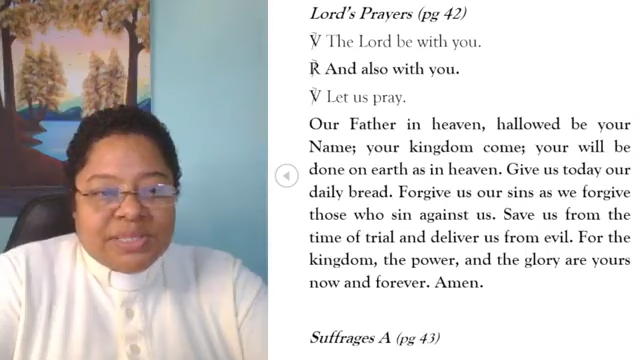 Lord's Prayers (pg 42)
℣ The Lord be with you.
℟ And also with you.
℣ Let us pray.
Our Father in heaven, hallowed be your
Name; your kingdom come; your will be
done on earth as in heaven. Give us today our
daily bread. Forgive us our sins as we forgive
those who sin against us. Save us from the
time of trial and deliver us from evil. For the
kingdom, the power, and the glory are yours
now and forever. Amen.
Suffrages A (pg 43)